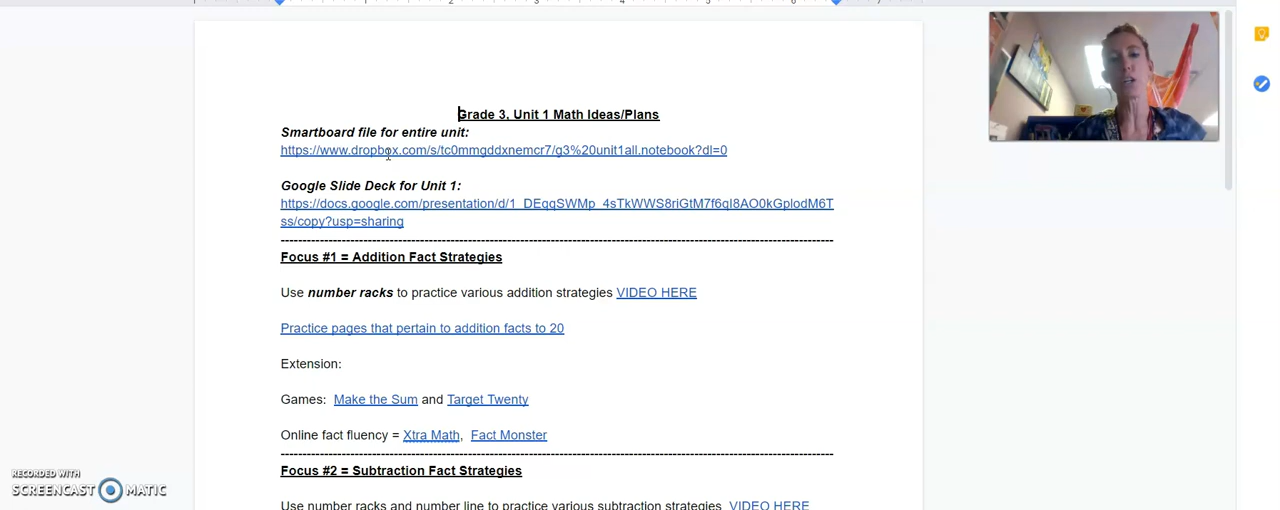 Grade 3. Unit 1 Math Ideas/Plans
Smartboard file for entire unit:
https://www.dropbox.com/s/tc0mmgddxnemcr7/g3%20unit1all.notebook?dl=0
Google Slide Deck for Unit 1:
https://docs.google.com/presentation/d/1_DEqqSWMp_4sTkWWS8riGtM7f6qI8AO0kGplodM6T
ss/copy?usp=sharing
Focus #1 = Addition Fact Strategies
Use number racks to practice various addition strategies VIDEO HERE
Practice pages that pertain to addition facts to 20
Extension:
Games: Make the Sum and Target Twenty
Online fact fluency = Xtra Math, Fact Monster
Focus #2 = Subtraction Fact Strategies
Use number racks and number line to practice various subtraction strategies VIDEO HERE
RECORDED WITH
SCREENCAST MATIC